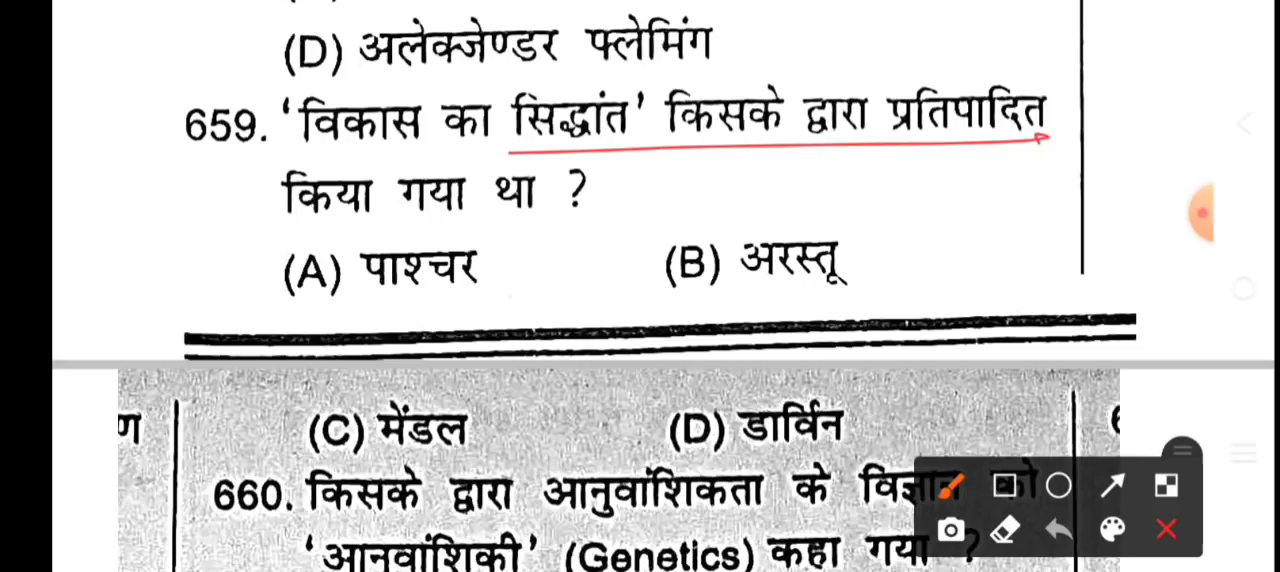 (D) अलेक्जेण्डर फ्लेमिंग
659. ‘विकास का सिद्धांत’ किसके द्वारा प्रतिपादित
किया गया था ?
(A) पाश्चर (B) अरस्तू
(C) मेंडल (D) डार्विन
660. किसके द्वारा आनुवांशिकता के विज्ञान को
‘आनुवांशिकी’ (Genetics) कहा गया ?